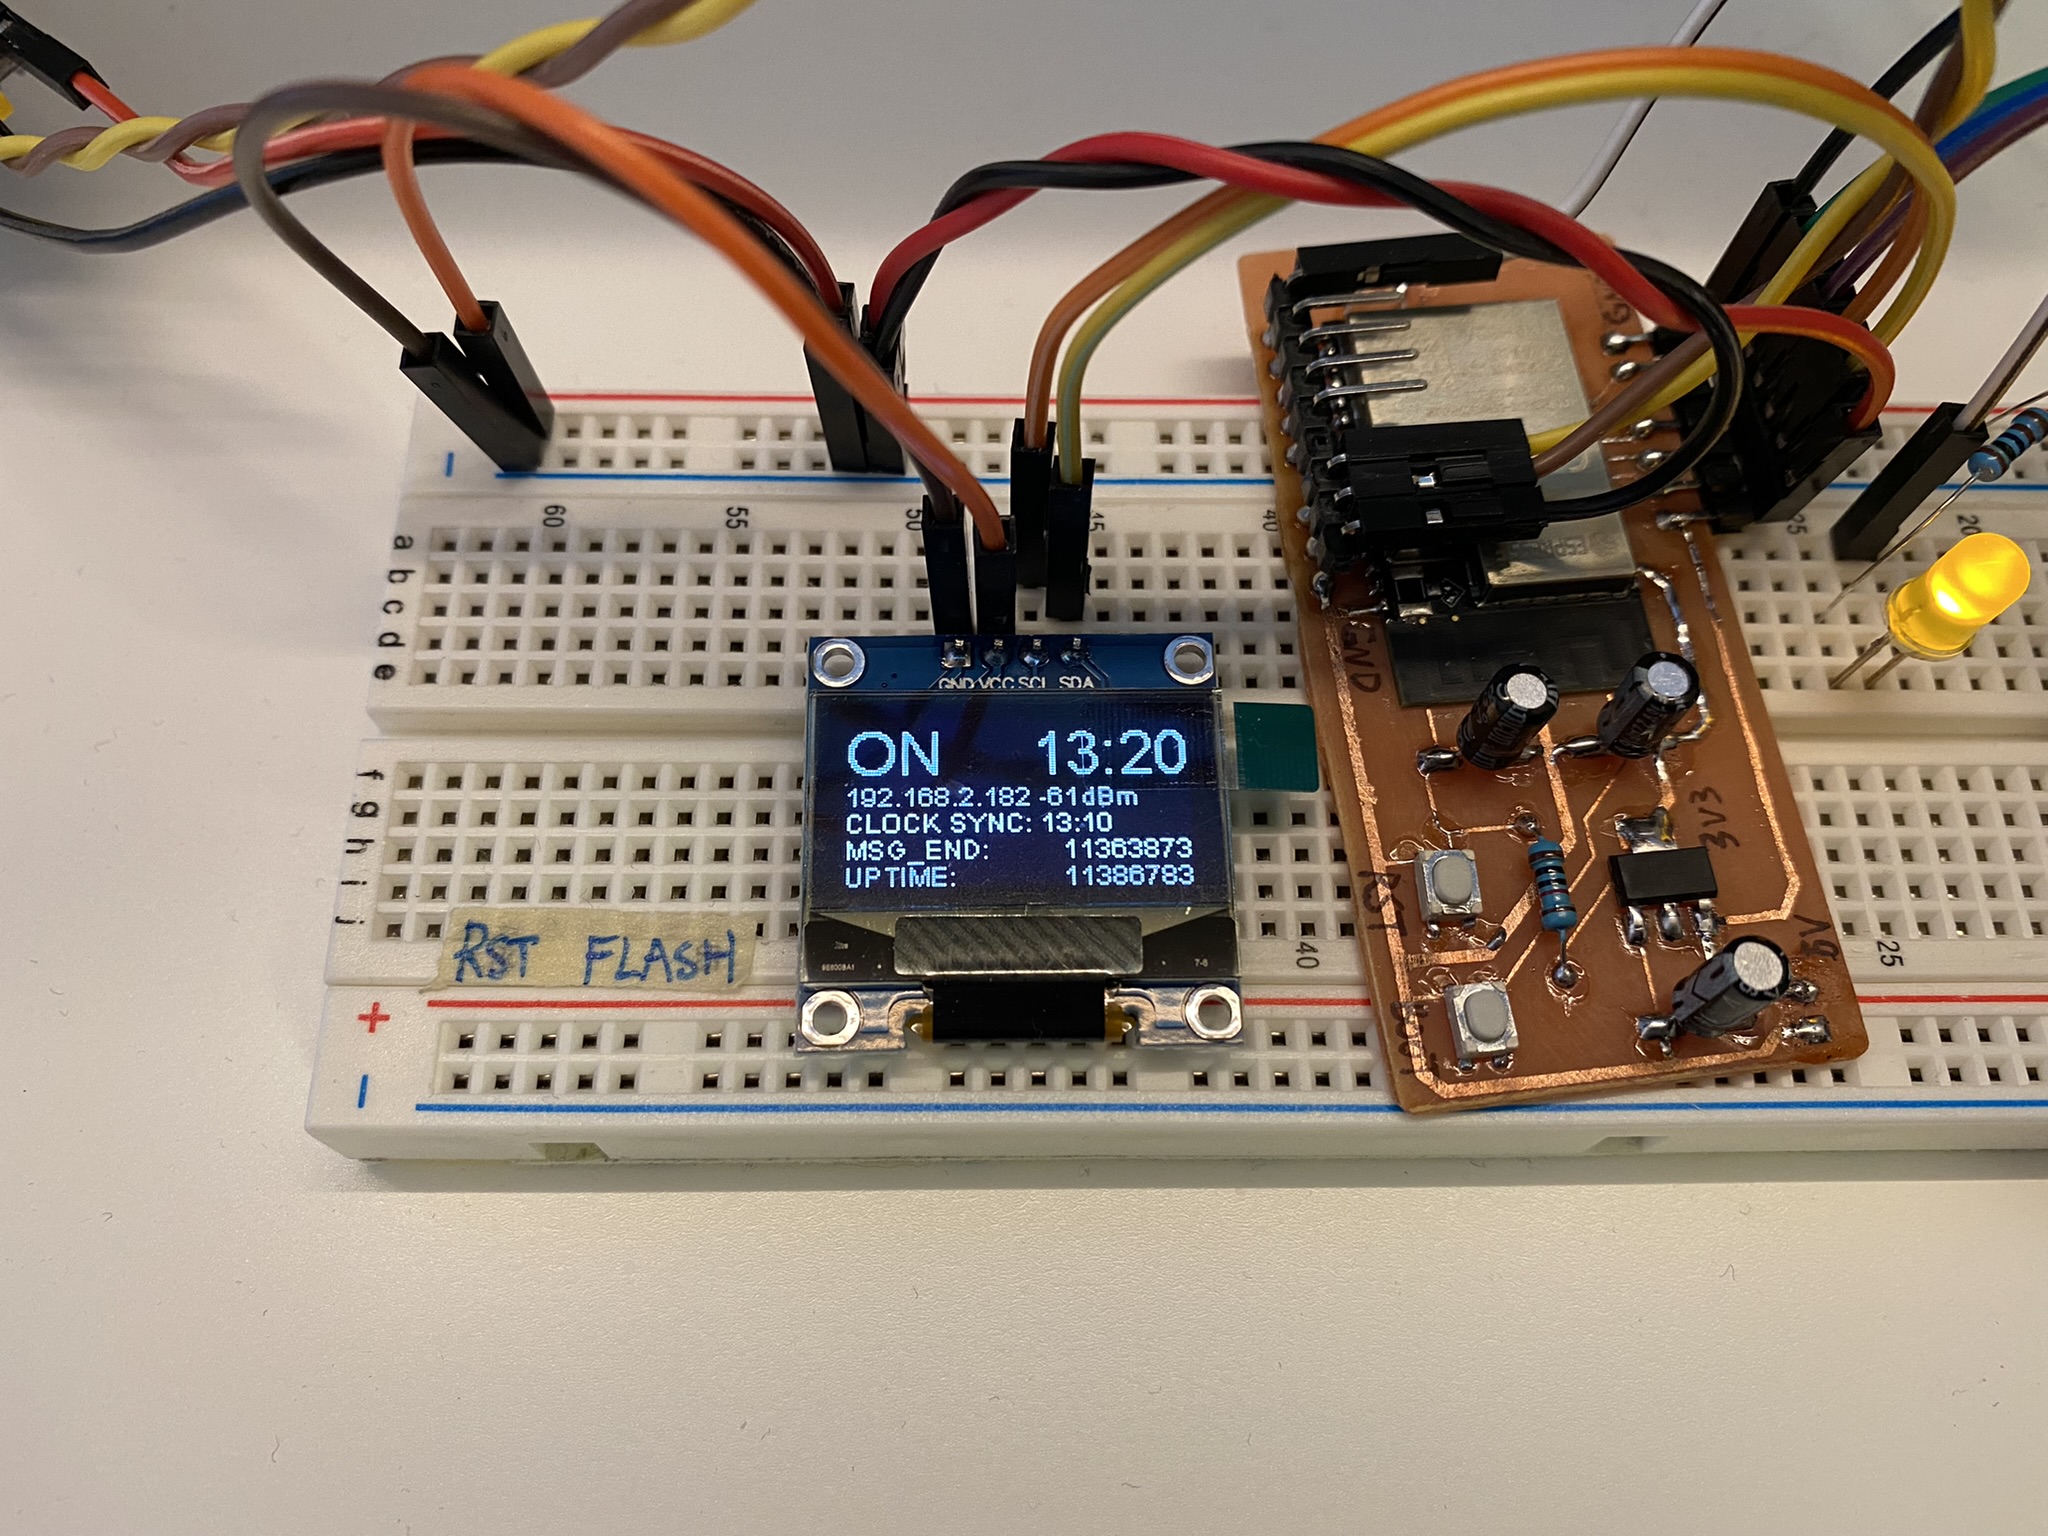 60 55 50 45 40 25 20
a
b
c
d
e
GND VCC SCL SDA
ON 13:20
192.168.2.182 -61dBm
CLOCK SYNC: 13:10
MSG_END: 11363873
UPTIME: 11386783
f
g
h
i
j
RST FLASH
40 25
GND
3V3
RST
5V
+
-